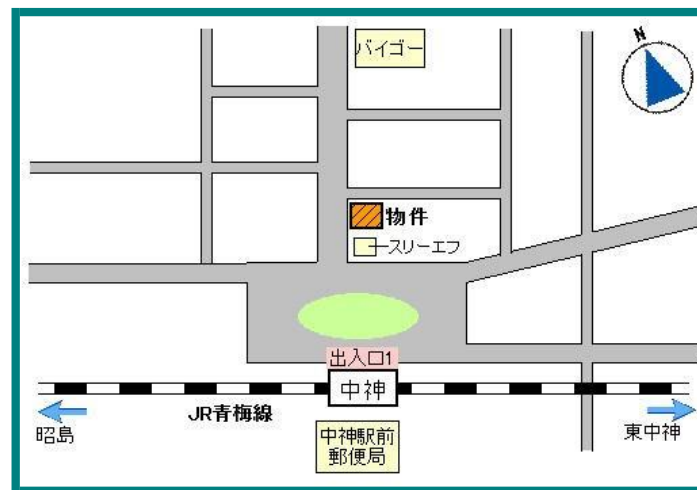 バイゴー
N
物件
スリーエフ
出入口1
中神
JR青梅線
昭島
東中神
中神駅前
郵便局